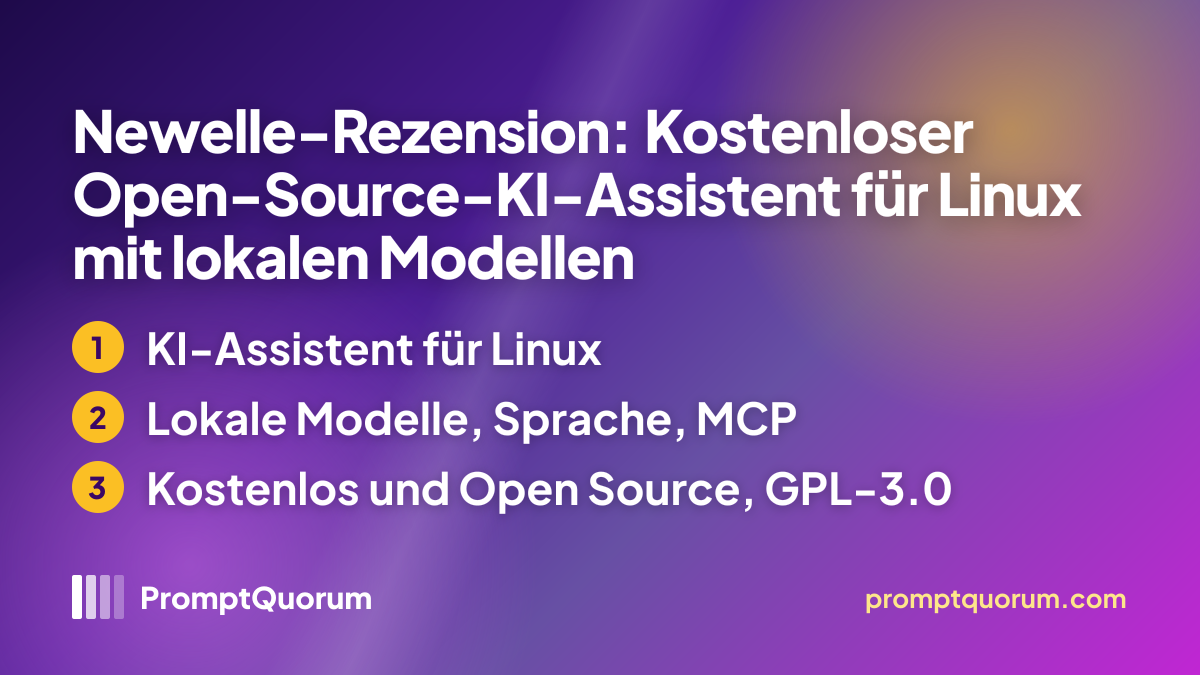 Newelle-Rezension: Kostenloser
Open-Source-KI-Assistent für Linux
mit lokalen Modellen
1 KI-Assistent für Linux
2 Lokale Modelle, Sprache, MCP
3 Kostenlos und Open Source, GPL-3.0
PromptQuorum
promptquorum.com